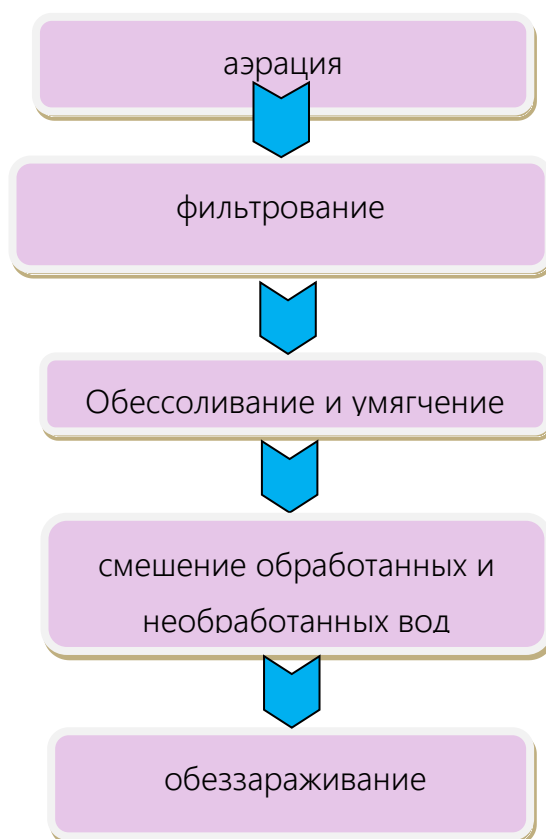 аэрация
фильтрование
Обессоливание и умягчение
смешение обработанных и
необработанных вод
обеззараживание